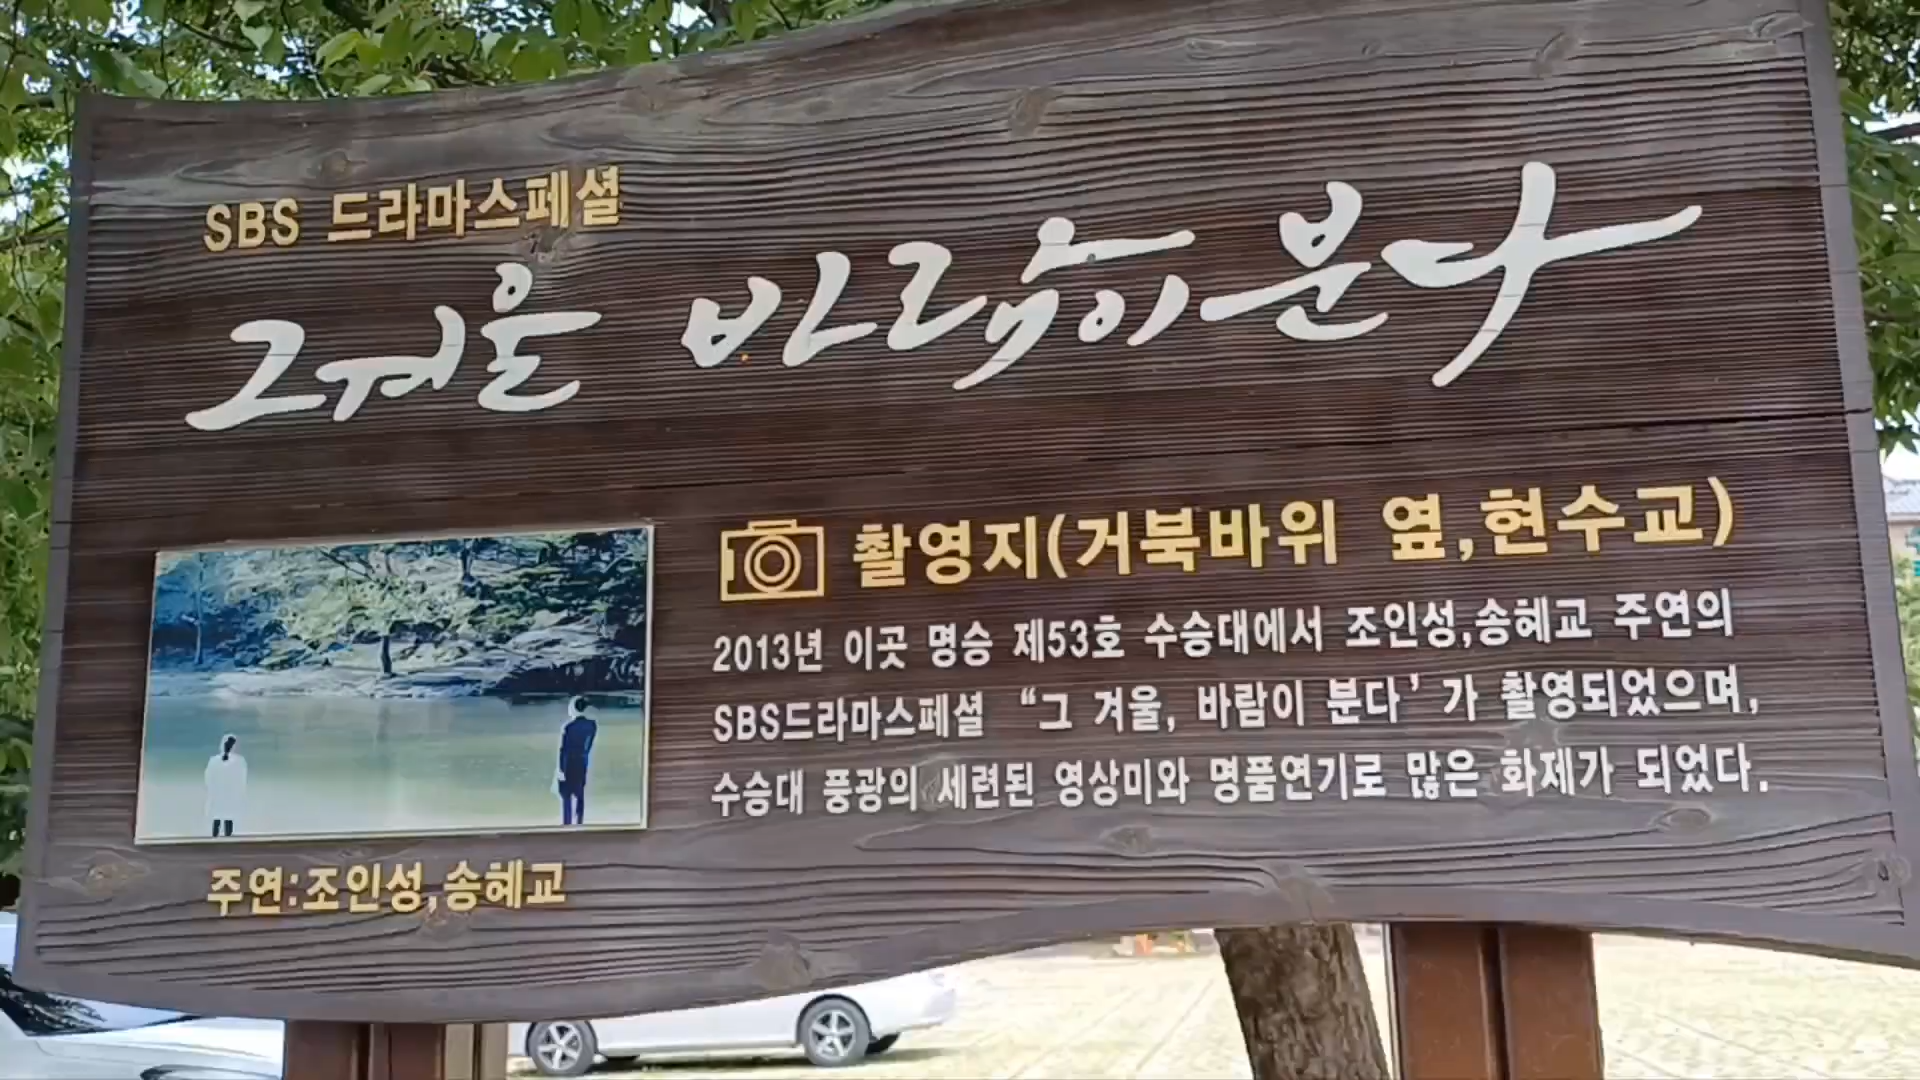 SBS 드라마스페셜
그겨울 바람이분다
촬영지(거북바위 옆,현수교)
2013년 이곳 명승 제53호 수승대에서 조인성,송혜교 주연의
SBS드라마스페셜 “그 겨울, 바람이 분다’가 촬영되었으며,
수승대 풍광의 세련된 영상미와 명품연기로 많은 화제가 되었다.
주연:조인성,송혜교